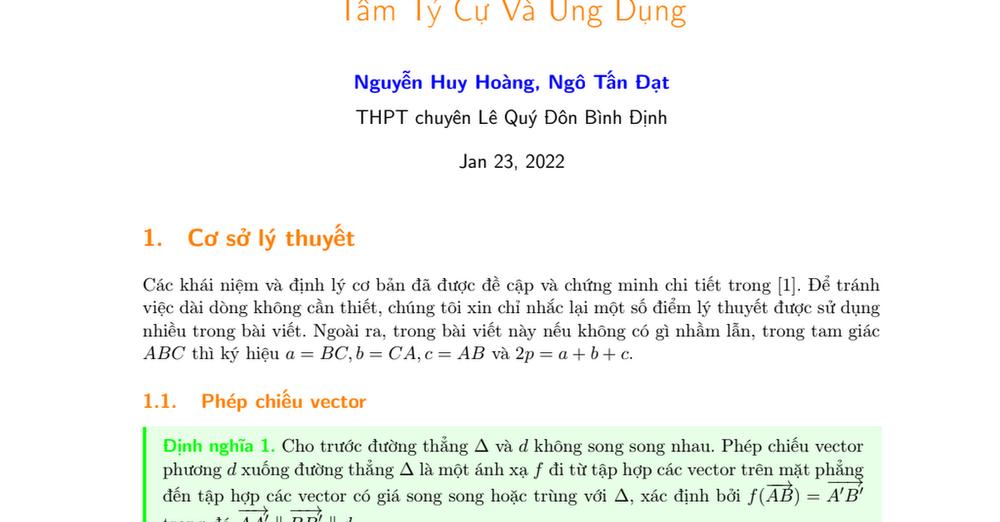 Tâm Tỷ Cự Và Ứng Dụng
Nguyễn Huy Hoàng, Ngô Tấn Đạt
THPT chuyên Lê Quý Đôn Bình Định
Jan 23, 2022
1. Cơ sở lý thuyết
Các khái niệm và định lý cơ bản đã được đề cập và chứng minh chi tiết trong [1]. Để tránh
việc dài dòng không cần thiết, chúng tôi xin chỉ nhắc lại một số điểm lý thuyết được sử dụng
nhiều trong bài viết. Ngoài ra, trong bài viết này nếu không có gì nhầm lẫn, trong tam giác
ABC thì ký hiệu a = BC, b = CA, c = AB và 2p = a + b + c.
1.1. Phép chiếu vector
Định nghĩa 1. Cho trước đường thẳng Δ và d không song song nhau. Phép chiếu vector
phương d xuống đường thẳng Δ là một ánh xạ f đi từ tập hợp các vector trên mặt phẳng
đến tập hợp các vector có giá song song hoặc trùng với Δ, xác định bởi f(\overrightarrow{AB}) = \overrightarrow{A'B'}